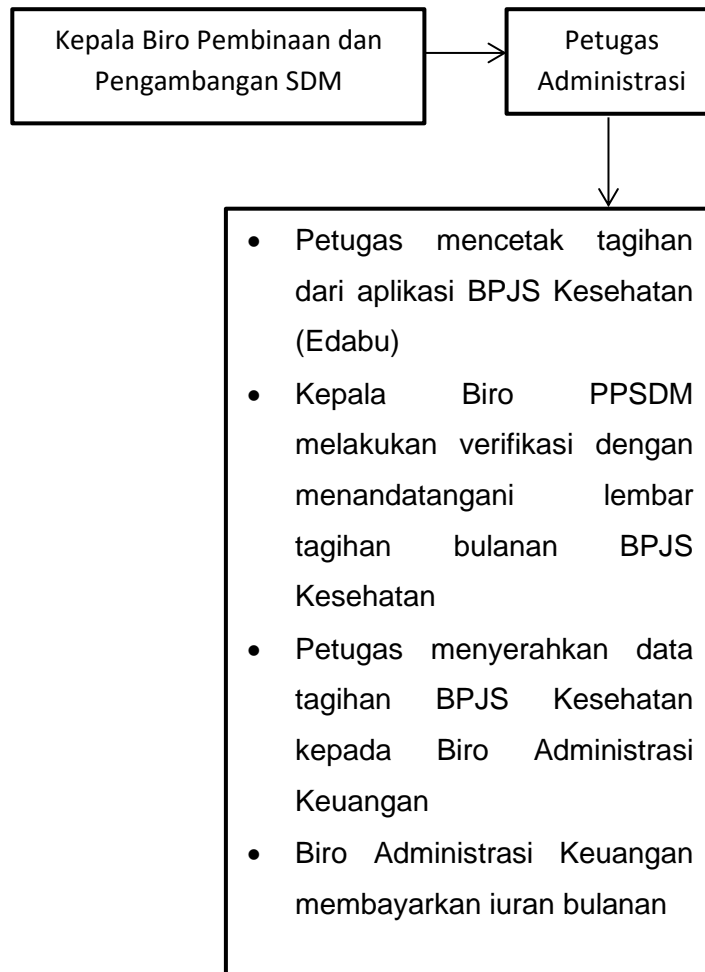 Kepala Biro Pembinaan dan
Pengambangan SDM
Petugas
Administrasi
• Petugas mencetak tagihan
dari aplikasi BPJS Kesehatan
(Edabu)
• Kepala Biro PPSDM
melakukan verifikasi dengan
menandatangani lembar
tagihan bulanan BPJS
Kesehatan
• Petugas menyerahkan data
tagihan BPJS Kesehatan
kepada Biro Administrasi
Keuangan
• Biro Administrasi Keuangan
membayarkan iuran bulanan